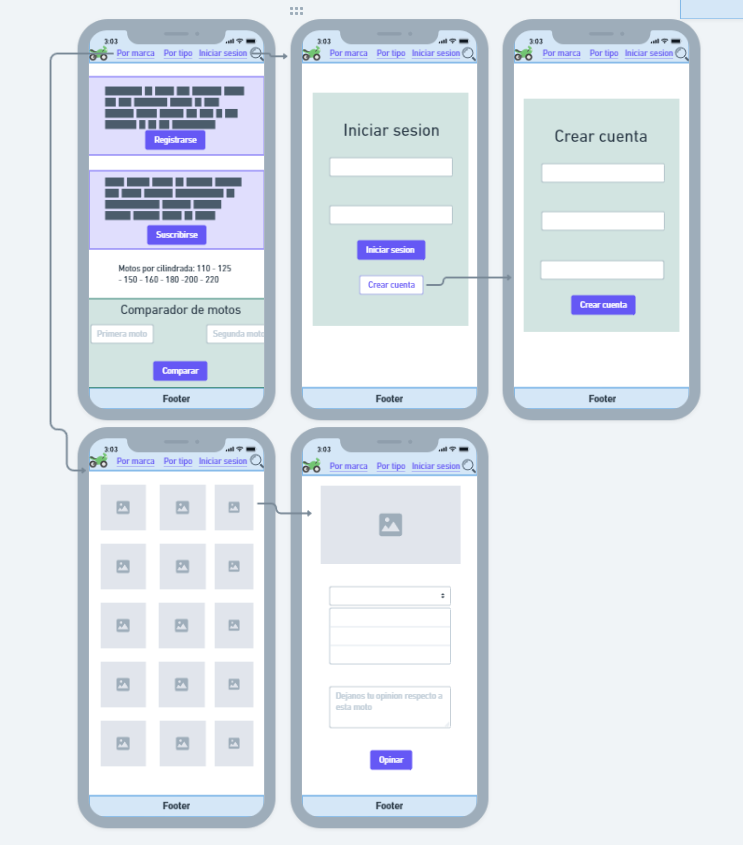 3:03
Por marca Por tipo Iniciar sesion
Registrarse
Suscribirse
Motos por cilindrada: 110 - 125
- 150 - 160 - 180 -200 - 220
Comparador de motos
Primera moto Segunda moto
Comparar
Footer
3:03
Por marca Por tipo Iniciar sesion
Iniciar sesion
Iniciar sesion
Crear cuenta
Footer
3:03
Por marca Por tipo Iniciar sesion
Crear cuenta
Crear cuenta
Footer
3:03
Por marca Por tipo Iniciar sesion
Footer
3:03
Por marca Por tipo Iniciar sesion
Dejanos tu opinion respecto a
esta moto
Opinar
Footer